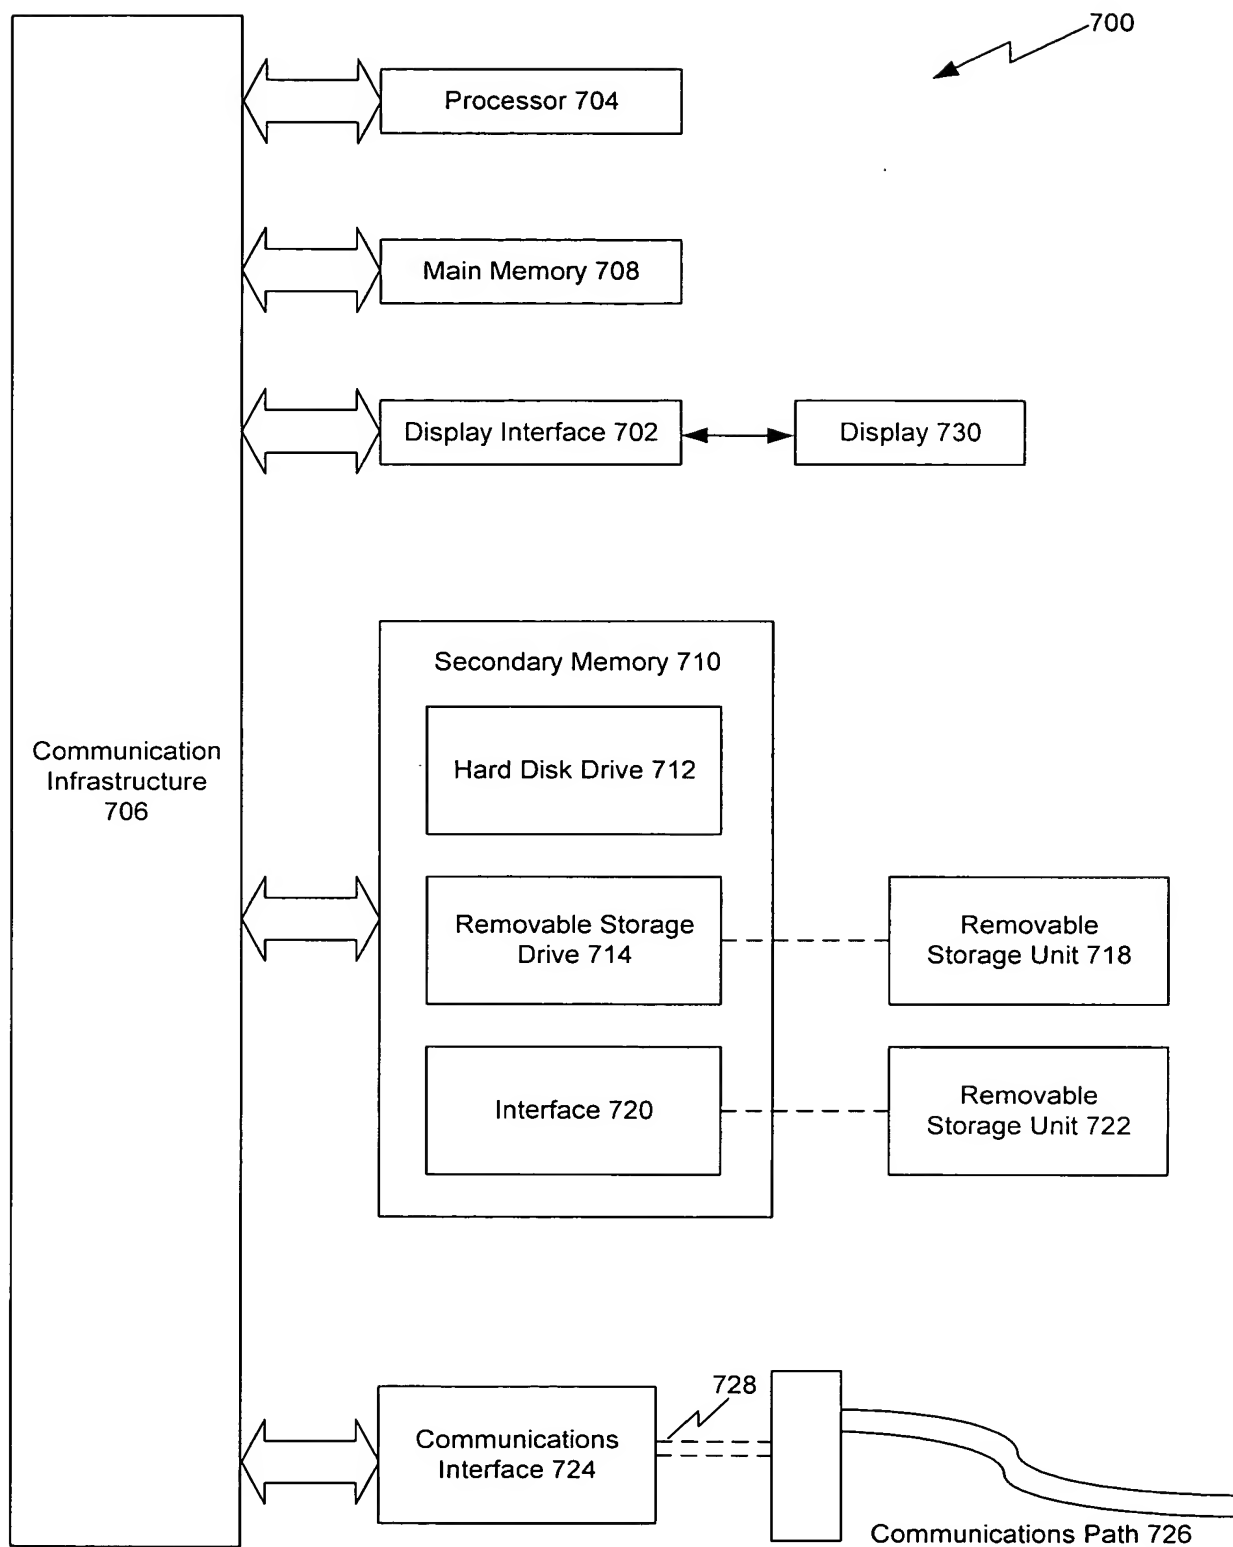 700
Processor 704
Main Memory 708
Display Interface 702
Display 730
Secondary Memory 710
Communication
Infrastructure
706
Hard Disk Drive 712
Removable Storage
Drive 714
Removable
Storage Unit 718
Interface 720
Removable
Storage Unit 722
728
Communications
Interface 724
Communications Path 726